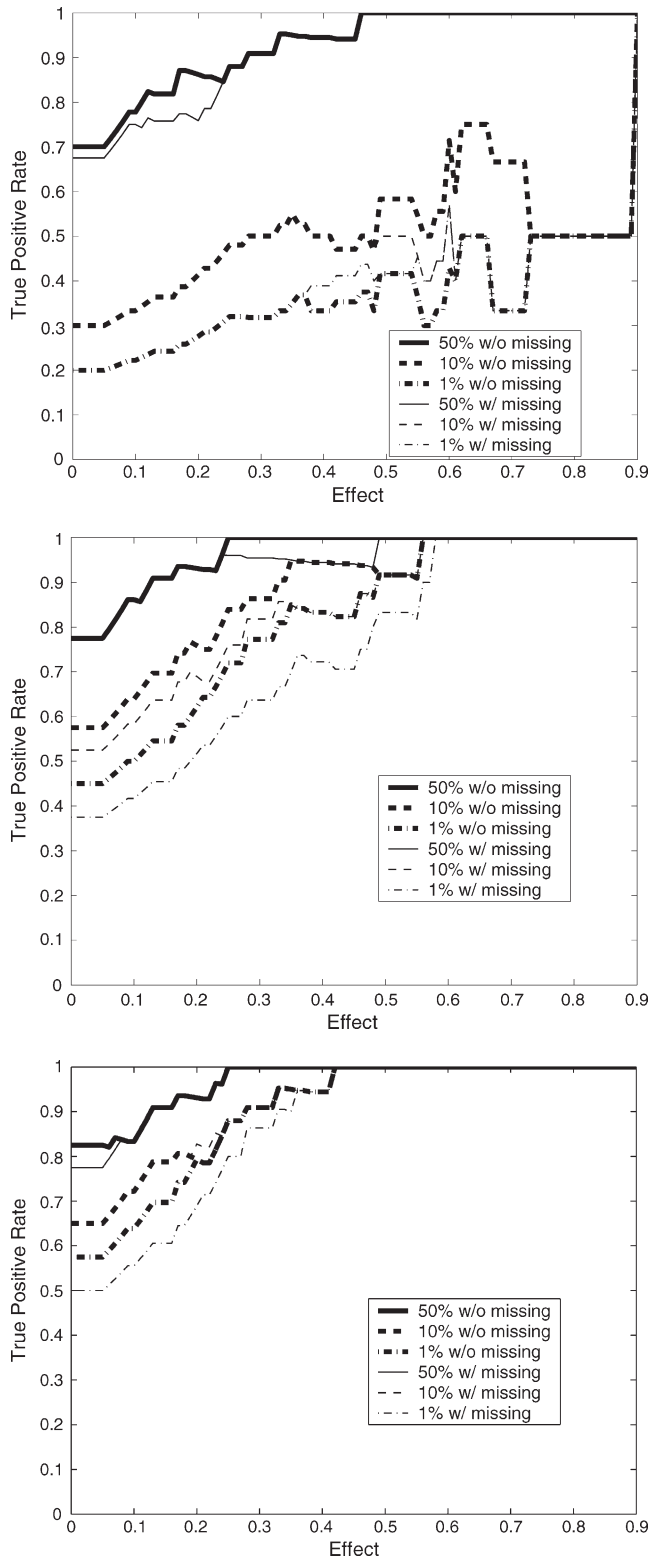 1
0.9
0.8
0.7
0.6
0.5
0.4
0.3
0.2
0.1
0
True Positive Rate
50% w/o missing
10% w/o missing
1% w/o missing
50% w/ missing
10% w/ missing
1% w/ missing
0 0.1 0.2 0.3 0.4 0.5 0.6 0.7 0.8 0.9
Effect
1
0.9
0.8
0.7
0.6
0.5
0.4
0.3
0.2
0.1
0
True Positive Rate
50% w/o missing
10% w/o missing
1% w/o missing
50% w/ missing
10% w/ missing
1% w/ missing
0 0.1 0.2 0.3 0.4 0.5 0.6 0.7 0.8 0.9
Effect
1
0.9
0.8
0.7
0.6
0.5
0.4
0.3
0.2
0.1
0
True Positive Rate
50% w/o missing
10% w/o missing
1% w/o missing
50% w/ missing
10% w/ missing
1% w/ missing
0 0.1 0.2 0.3 0.4 0.5 0.6 0.7 0.8 0.9
Effect